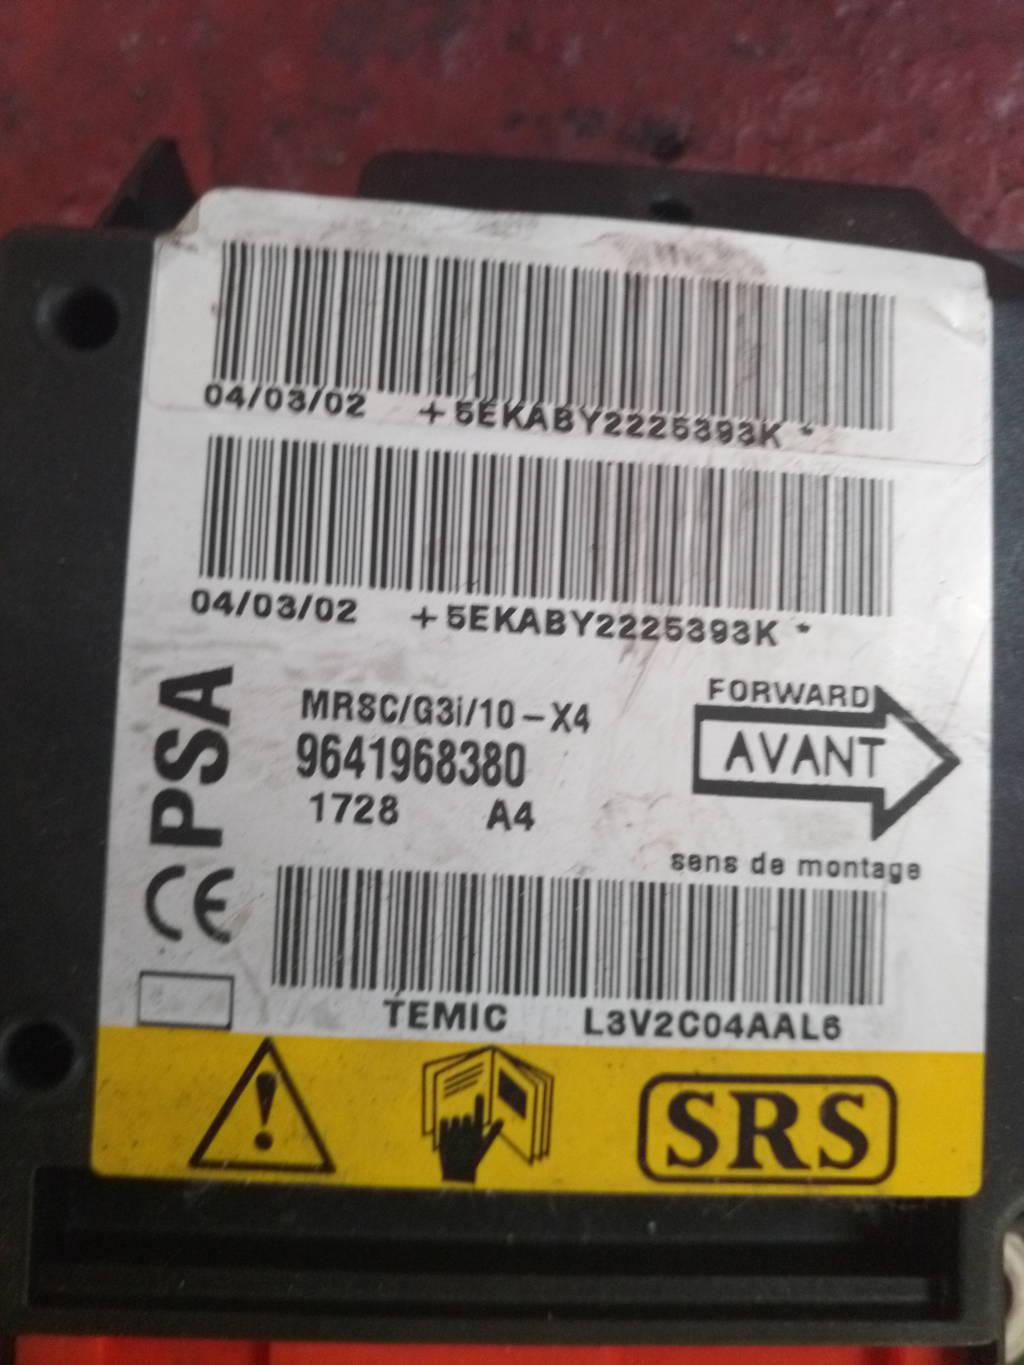 04/03/02 +5EKABY2225393K*
04/03/02 +5EKABY2225393K*
PSA
CE
MRSC/G3i/10-X4
9641968380
1728 A4
FORWARD
AVANT
sens de montage
TEMIC L3V2C04AAL6
SRS